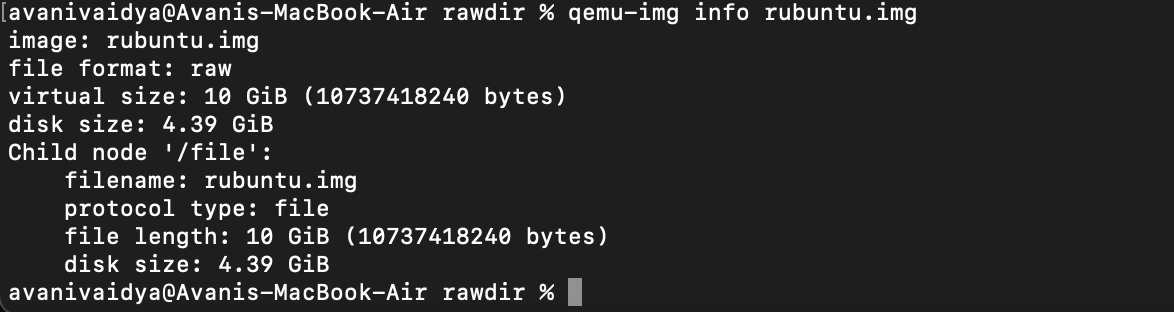 [avanivaidya@Avanis-MacBook-Air rawdir % qemu-img info rubuntu.img
image: rubuntu.img
file format: raw
virtual size: 10 GiB (10737418240 bytes)
disk size: 4.39 GiB
Child node '/file':
    filename: rubuntu.img
    protocol type: file
    file length: 10 GiB (10737418240 bytes)
    disk size: 4.39 GiB
avanivaidya@Avanis-MacBook-Air rawdir %